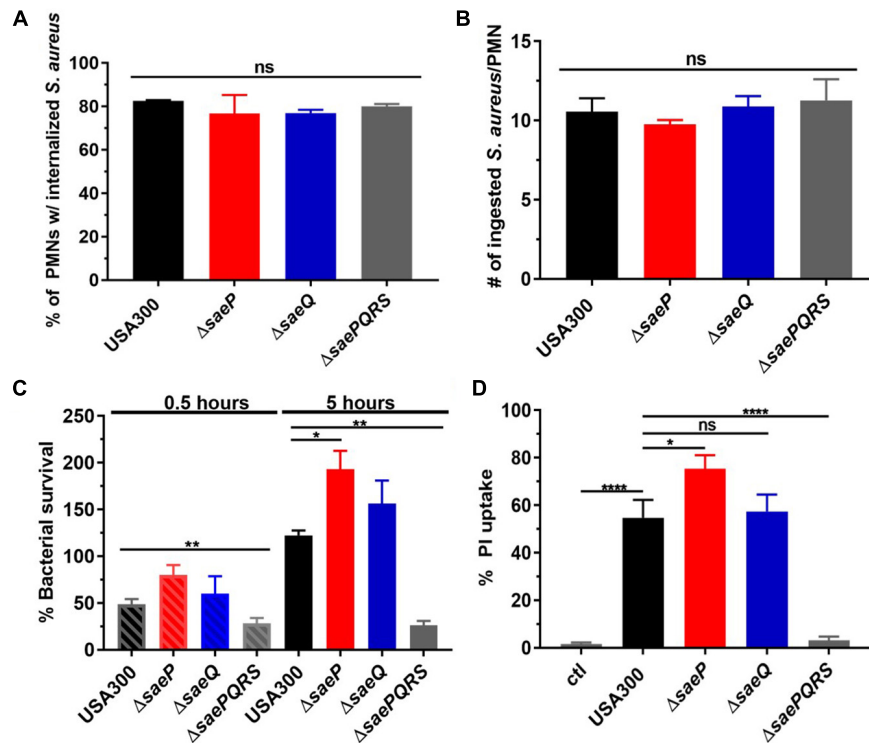 A
% of PMNs w/ internalized S. aureus
100
80
60
40
20
0
ns
USA300
ΔsaeP
ΔsaeQ
ΔsaePQRS
B
# of ingested S. aureus/PMN
15
10
5
0
ns
USA300
ΔsaeP
ΔsaeQ
ΔsaePQRS
C
0.5 hours
5 hours
% Bacterial survival
250
200
150
100
50
0
**
*
**
USA300
ΔsaeP
ΔsaeQ
ΔsaePQRS
USA300
ΔsaeP
ΔsaeQ
ΔsaePQRS
D
% PI uptake
100
80
60
40
20
0
****
ns
*
****
ctl
USA300
ΔsaeP
ΔsaeQ
ΔsaePQRS